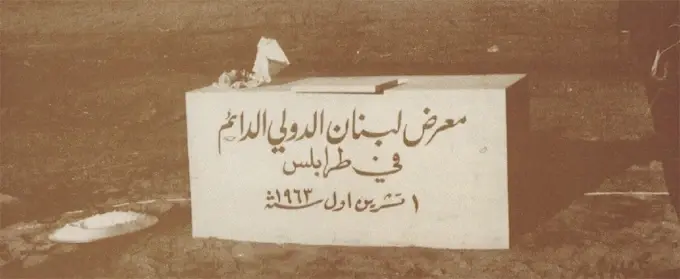 معرض لبنان الدولي الدائم
في طرابلس
١ تشرين اول سنة ١٩٦٣